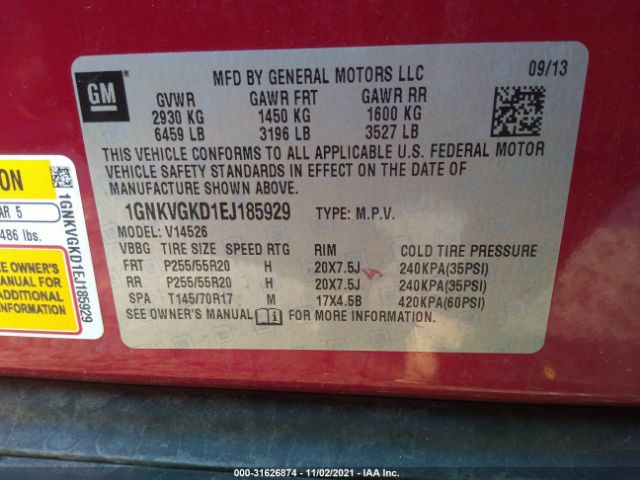 GM
MFD BY GENERAL MOTORS LLC
09/13
GVWR GAWR FRT GAWR RR
2930 KG 1450 KG 1600 KG
6459 LB 3196 LB 3527 LB
THIS VEHICLE CONFORMS TO ALL APPLICABLE U.S. FEDERAL MOTOR
VEHICLE SAFETY STANDARDS IN EFFECT ON THE DATE OF
MANUFACTURE SHOWN ABOVE.
1GNKVGKD1EJ185929 TYPE: M.P.V.
MODEL: V14526
VBBG TIRE SIZE SPEED RTG RIM COLD TIRE PRESSURE
FRT P255/55R20 H 20X7.5J 240KPA(35PSI)
RR P255/55R20 H 20X7.5J 240KPA(35PSI)
SPA T145/70R17 M 17X4.5B 420KPA(60PSI)
SEE OWNER'S MANUAL FOR MORE INFORMATION.
ON
AR 5
486 lbs.
E OWNER'S
MANUAL FOR
ADDITIONAL
FORMATION
1GNKVGKD1EJ185929
000-31626874 - 11/02/2021 - IAA Inc.